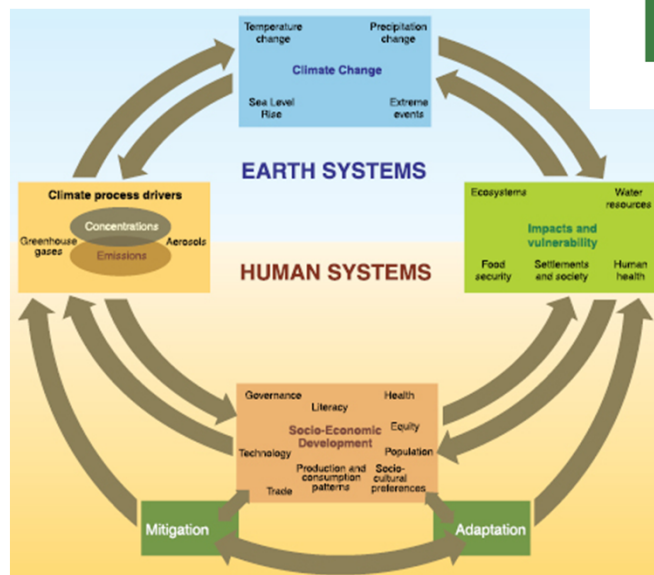 Temperature
change
Precipitation
change
Climate Change
Sea Level
Rise
Extreme
events
EARTH SYSTEMS
Climate process drivers
Concentrations
Greenhouse
gases
Aerosols
Emissions
Ecosystems
Water
resources
Impacts and
vulnerability
Food
security
Settlements
and society
Human
health
HUMAN SYSTEMS
Governance
Literacy
Health
Equity
Socio-Economic
Development
Technology
Population
Production and
consumption
patterns
Socio-
cultural
preferences
Trade
Mitigation
Adaptation